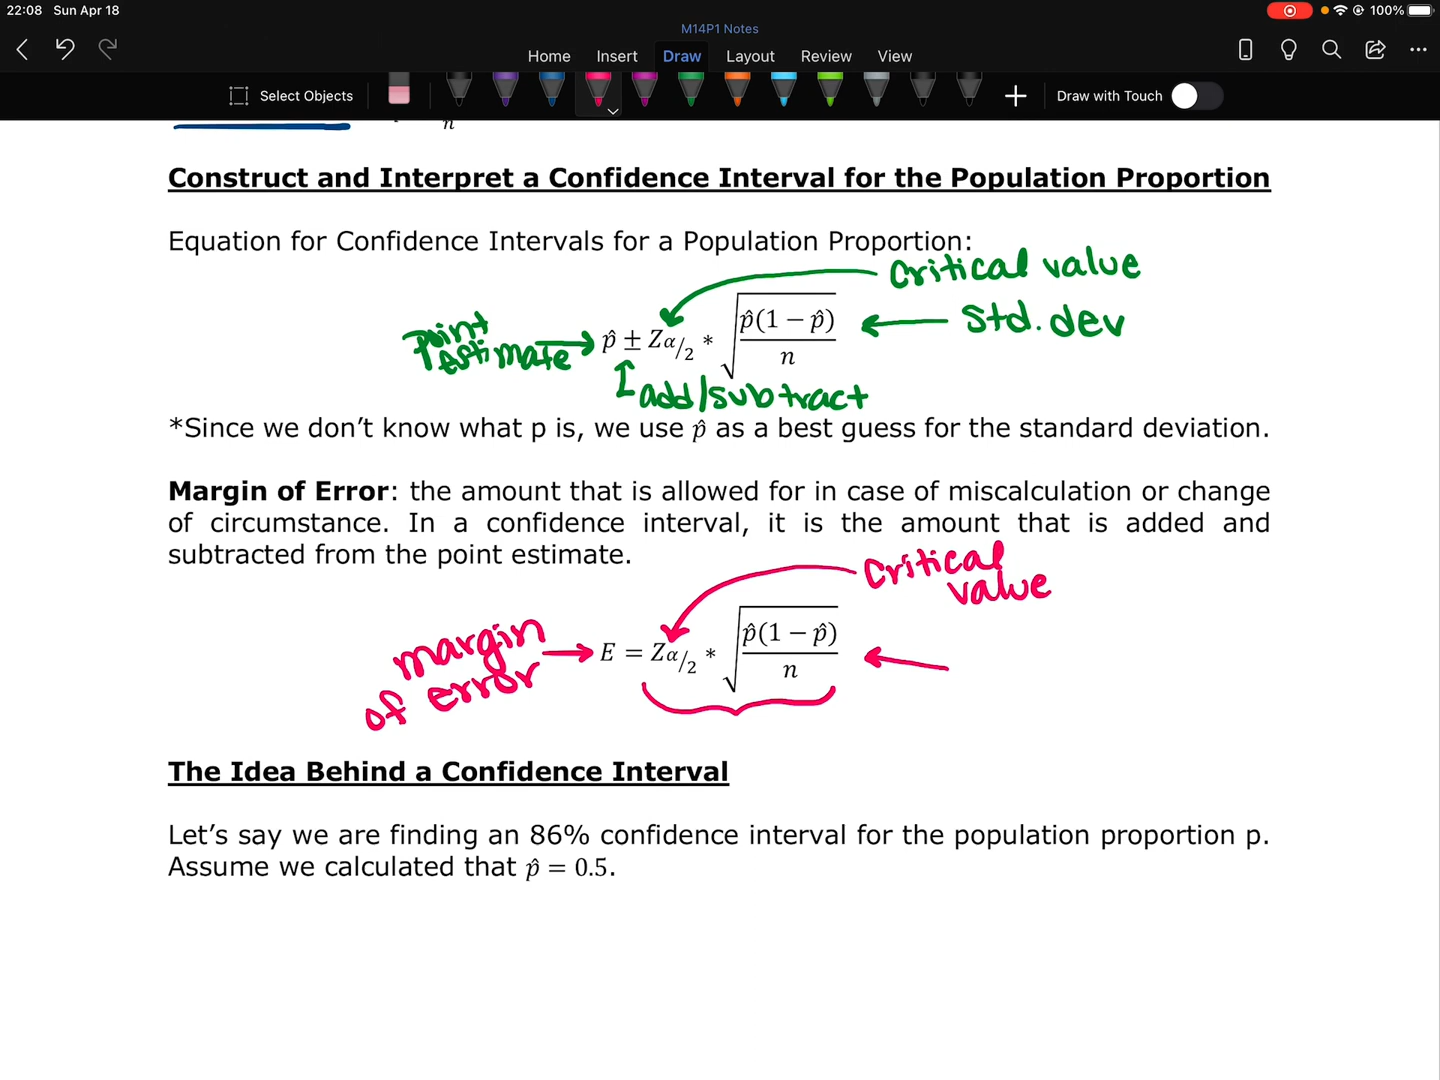 22:08 Sun Apr 18
100%
M14P1 Notes
Home Insert Draw Layout Review View
Select Objects
Draw with Touch
n
Construct and Interpret a Confidence Interval for the Population Proportion
Equation for Confidence Intervals for a Population Proportion:
critical value
point estimate → p̂ ± Zα/2 * √(p̂(1 − p̂)/n) ← std. dev
add/subtract
*Since we don’t know what p is, we use p̂ as a best guess for the standard deviation.
Margin of Error: the amount that is allowed for in case of miscalculation or change
of circumstance. In a confidence interval, it is the amount that is added and
subtracted from the point estimate.
critical
value
margin of error → E = Zα/2 * √(p̂(1 − p̂)/n) ←
The Idea Behind a Confidence Interval
Let’s say we are finding an 86% confidence interval for the population proportion p.
Assume we calculated that p̂ = 0.5.